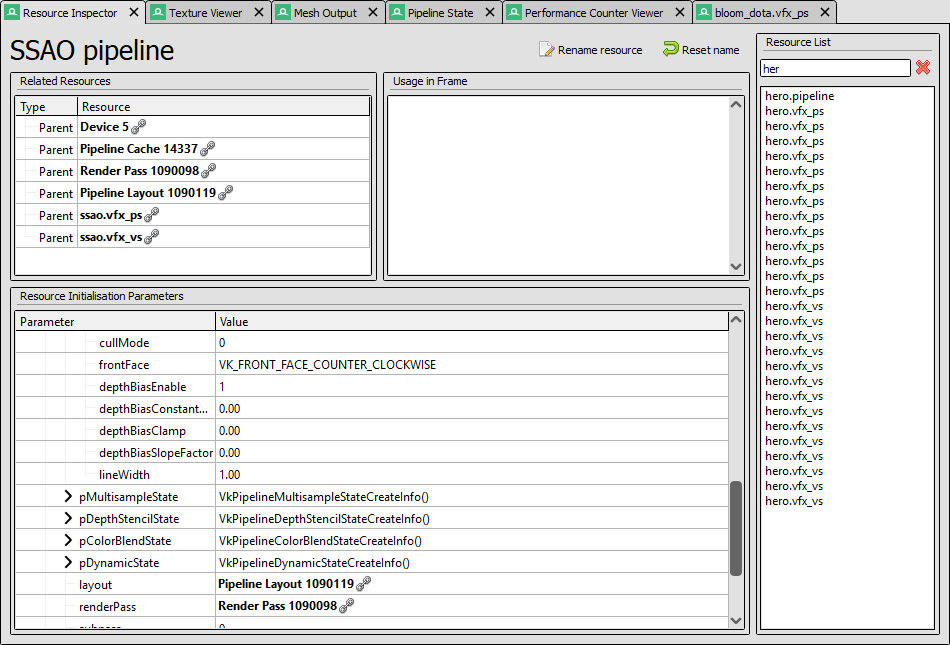 Resource Inspector
Texture Viewer
Mesh Output
Pipeline State
Performance Counter Viewer
bloom_dota.vfx_ps
SSAO pipeline
Rename resource
Reset name
Related Resources
Type Resource
Parent Device 5
Parent Pipeline Cache 14337
Parent Render Pass 1090098
Parent Pipeline Layout 1090119
Parent ssao.vfx_ps
Parent ssao.vfx_vs
Usage in Frame
Resource Initialisation Parameters
Parameter Value
cullMode 0
frontFace VK_FRONT_FACE_COUNTER_CLOCKWISE
depthBiasEnable 1
depthBiasConstant... 0.00
depthBiasClamp 0.00
depthBiasSlopeFactor 0.00
lineWidth 1.00
pMultisampleState VkPipelineMultisampleStateCreateInfo()
pDepthStencilState VkPipelineDepthStencilStateCreateInfo()
pColorBlendState VkPipelineColorBlendStateCreateInfo()
pDynamicState VkPipelineDynamicStateCreateInfo()
layout Pipeline Layout 1090119
renderPass Render Pass 1090098
subpass 0
Resource List
her
hero.pipeline
hero.vfx_ps
hero.vfx_ps
hero.vfx_ps
hero.vfx_ps
hero.vfx_ps
hero.vfx_ps
hero.vfx_ps
hero.vfx_ps
hero.vfx_ps
hero.vfx_ps
hero.vfx_ps
hero.vfx_ps
hero.vfx_ps
hero.vfx_vs
hero.vfx_vs
hero.vfx_vs
hero.vfx_vs
hero.vfx_vs
hero.vfx_vs
hero.vfx_vs
hero.vfx_vs
hero.vfx_vs
hero.vfx_vs
hero.vfx_vs
hero.vfx_vs
hero.vfx_vs
hero.vfx_vs